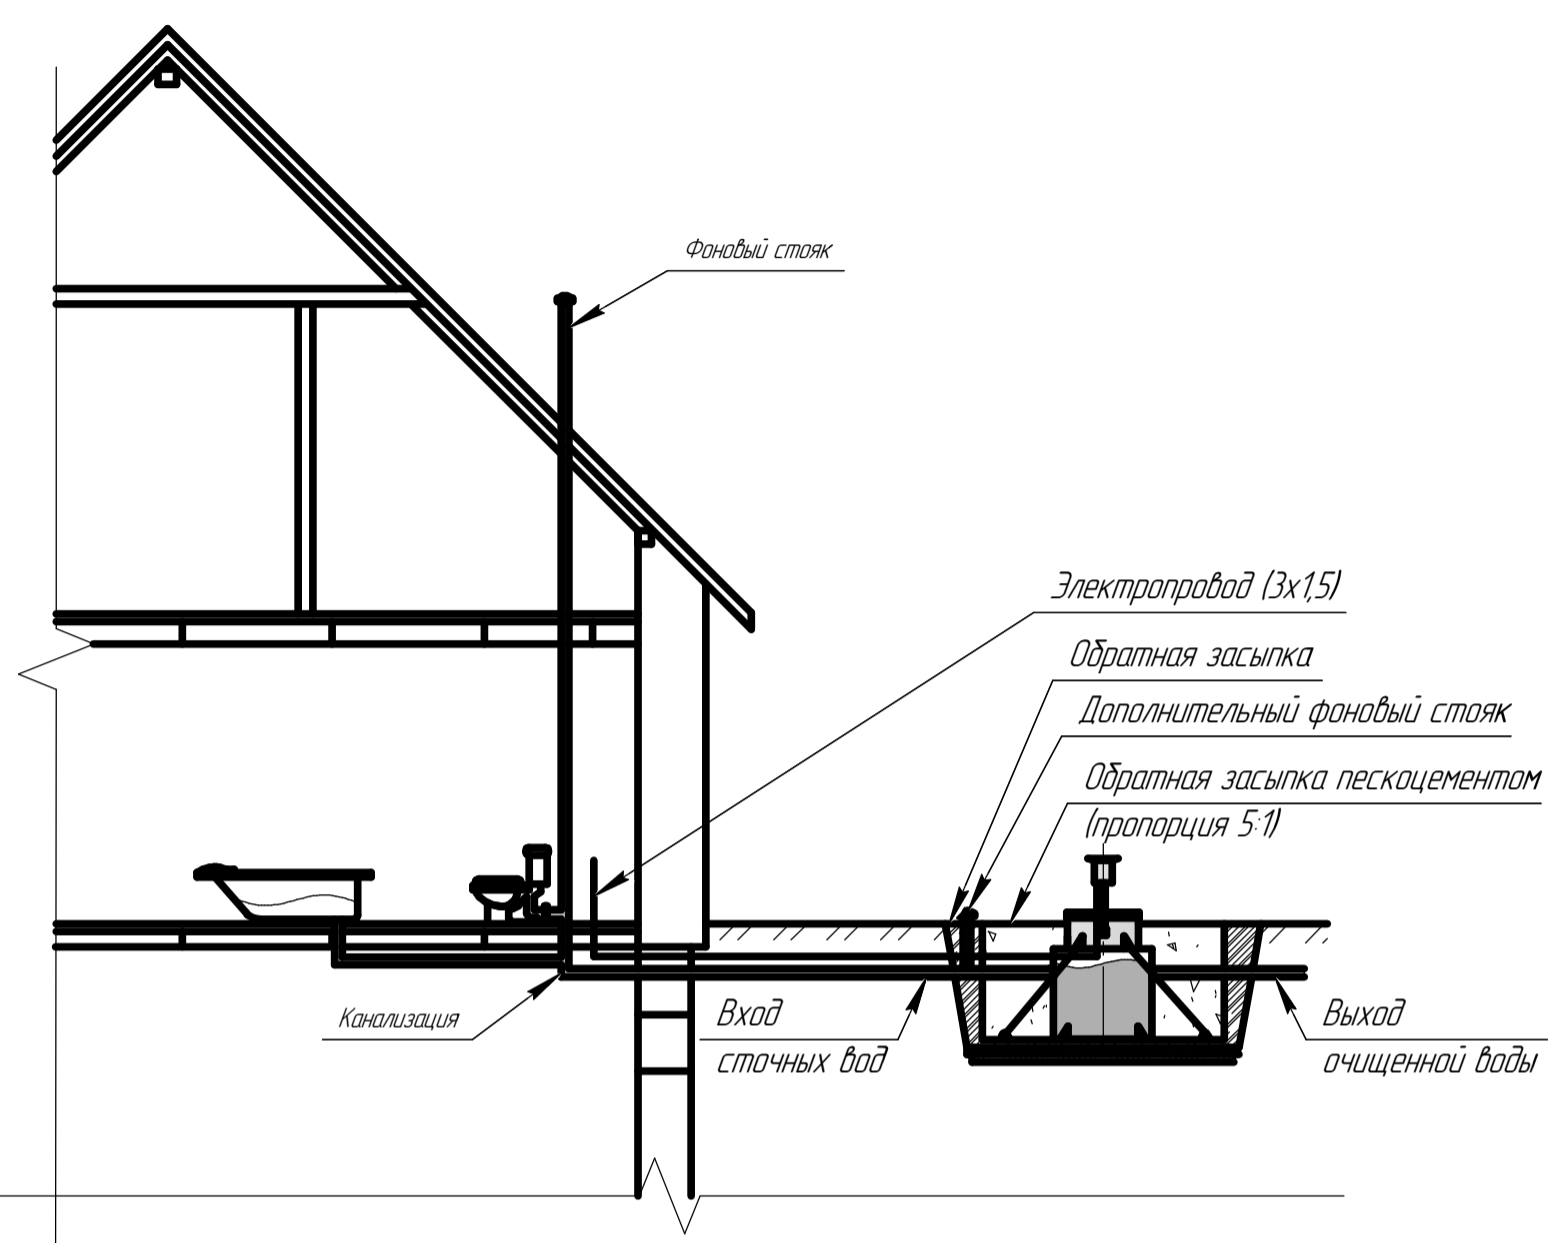 Фоновый стояк
Электропровод (3х1,5)
Обратная засыпка
Дополнительный фоновый стояк
Обратная засыпка пескоцементом
(пропорция 5:1)
Канализация
Вход
сточных вод
Выход
очищенной воды